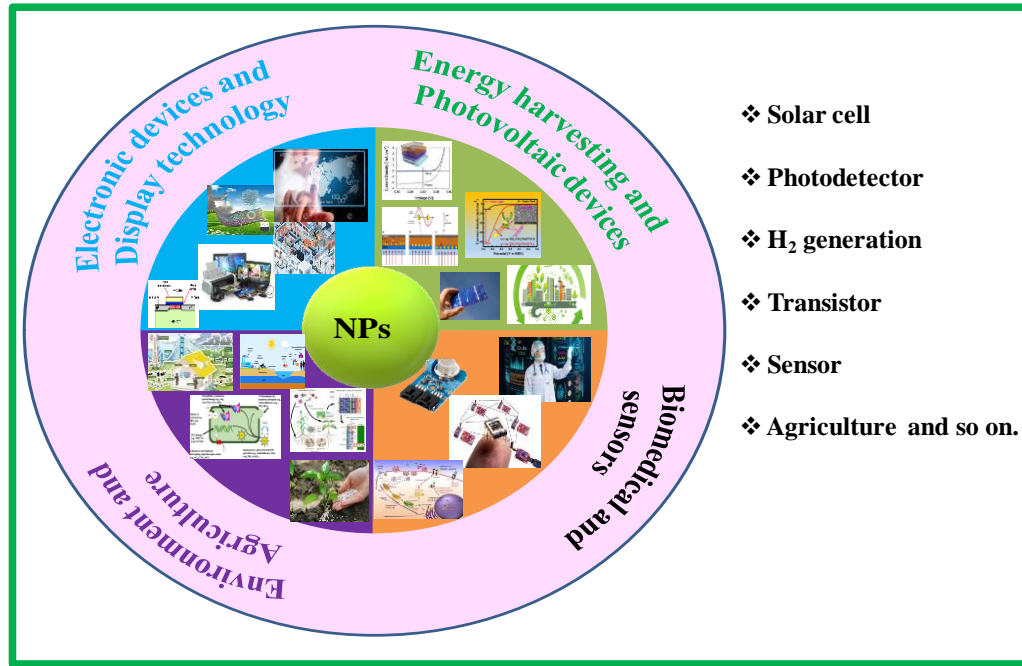 Electronic devices and
Display technology
Energy harvesting and
Photovoltaic devices
NPs
Biomedical and
sensors
Environment and
Agriculture
❖ Solar cell
❖ Photodetector
❖ H₂ generation
❖ Transistor
❖ Sensor
❖ Agriculture and so on.